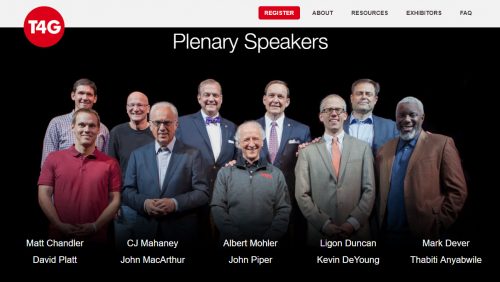 T4G
REGISTER ABOUT RESOURCES EXHIBITORS FAQ
Plenary Speakers
Matt Chandler CJ Mahaney Albert Mohler Ligon Duncan Mark Dever
David Platt John MacArthur John Piper Kevin DeYoung Thabiti Anyabwile